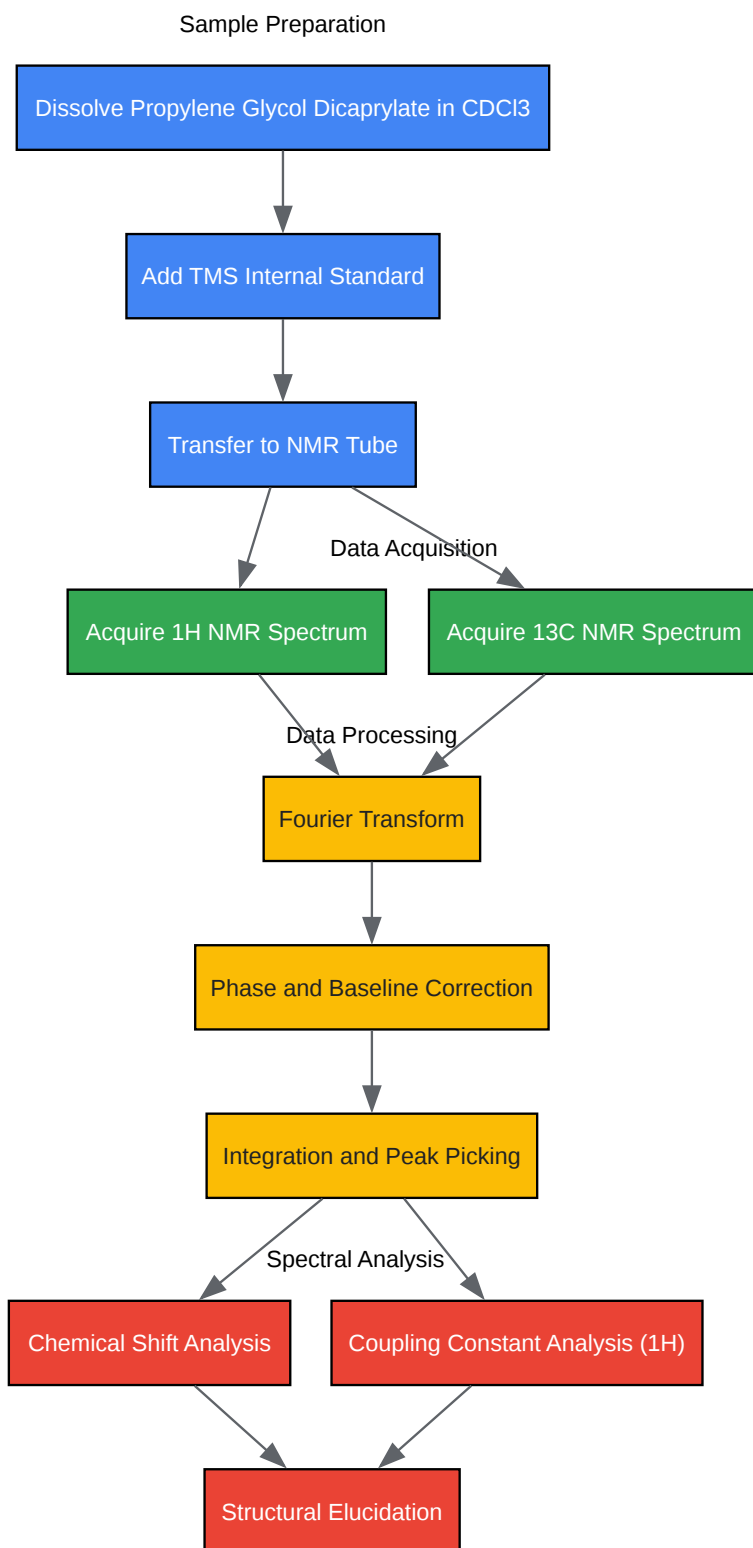 Sample Preparation
Dissolve Propylene Glycol Dicaprylate in CDCl3
Add TMS Internal Standard
Transfer to NMR Tube
Data Acquisition
Acquire 1H NMR Spectrum
Acquire 13C NMR Spectrum
Data Processing
Fourier Transform
Phase and Baseline Correction
Integration and Peak Picking
Spectral Analysis
Chemical Shift Analysis
Coupling Constant Analysis (1H)
Structural Elucidation